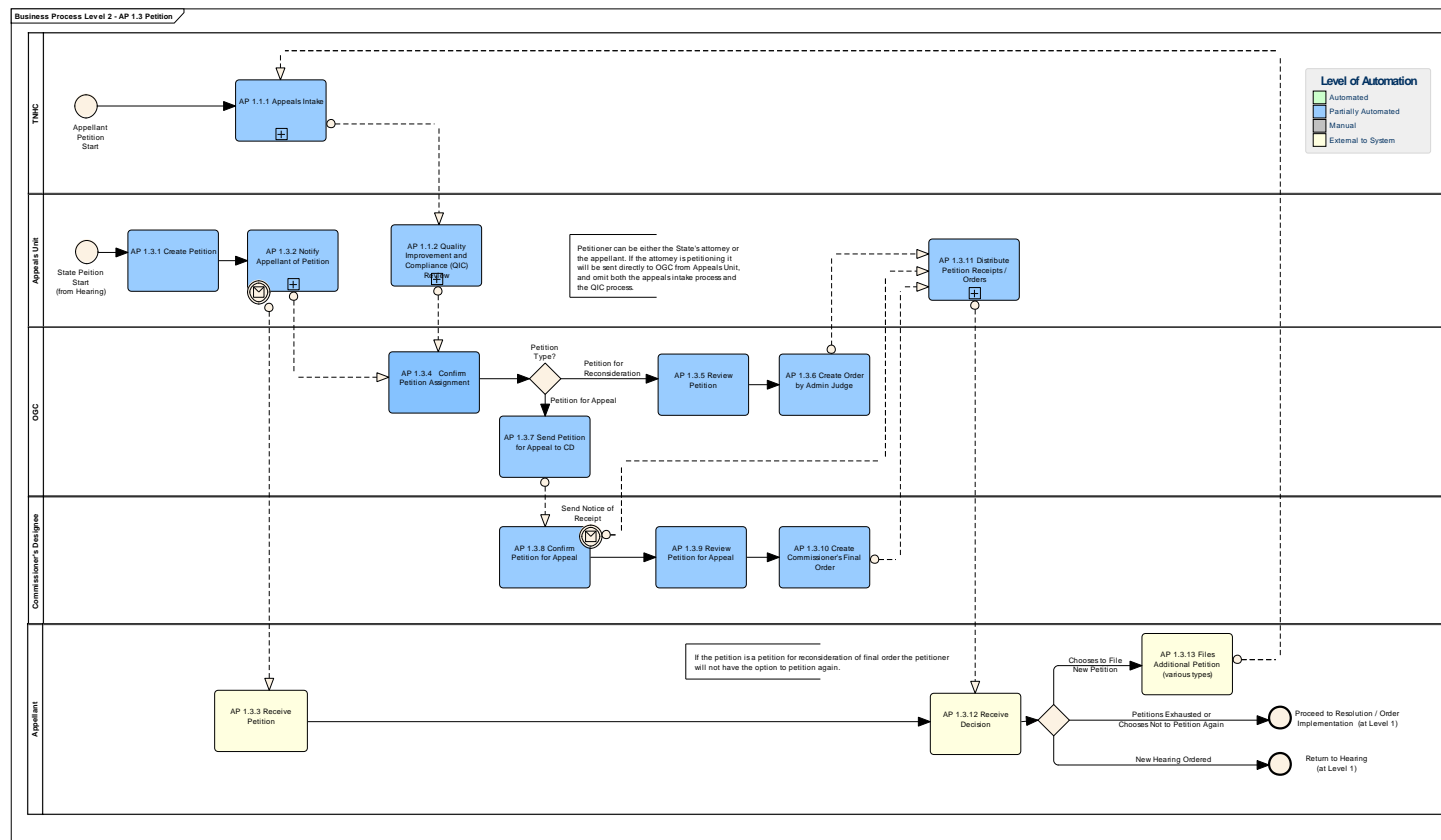 Business Process Level 2 - AP 1.3 Petition
TNHC
Appellant
Petition
Start
AP 1.1.1 Appeals Intake
Level of Automation
Automated
Partially Automated
Manual
External to System
Appeals Unit
State Peition
Start
(from Hearing)
AP 1.3.1 Create Petition
AP 1.3.2 Notify
Appellant of Petition
AP 1.1.2 Quality
Improvement and
Compliance (QIC)
Review
Petitioner can be either the State's attorney or
the appellant. If the attorney is petitioning it
will be sent directly to OGC from Appeals Unit,
and omit both the appeals intake process and
the QIC process.
AP 1.3.11 Distribute
Petition Receipts /
Orders
OGC
AP 1.3.4 Confirm
Petition Assignment
Petition
Type?
Petition for
Reconsideration
Petition for Appeal
AP 1.3.5 Review
Petition
AP 1.3.6 Create Order
by Admin Judge
AP 1.3.7 Send Petition
for Appeal to CD
Commissioner's Designee
Send Notice of
Receipt
AP 1.3.8 Confirm
Petition for Appeal
AP 1.3.9 Review
Petition for Appeal
AP 1.3.10 Create
Commissioner's Final
Order
Appellant
AP 1.3.3 Receive
Petition
If the petition is a petition for reconsideration of final order the petitioner
will not have the option to petition again.
AP 1.3.12 Receive
Decision
Chooses to File
New Petition
AP 1.3.13 Files
Additional Petition
(various types)
Petitions Exhausted or
Chooses Not to Petition Again
Proceed to Resolution / Order
Implementation (at Level 1)
New Hearing Ordered
Return to Hearing
(at Level 1)